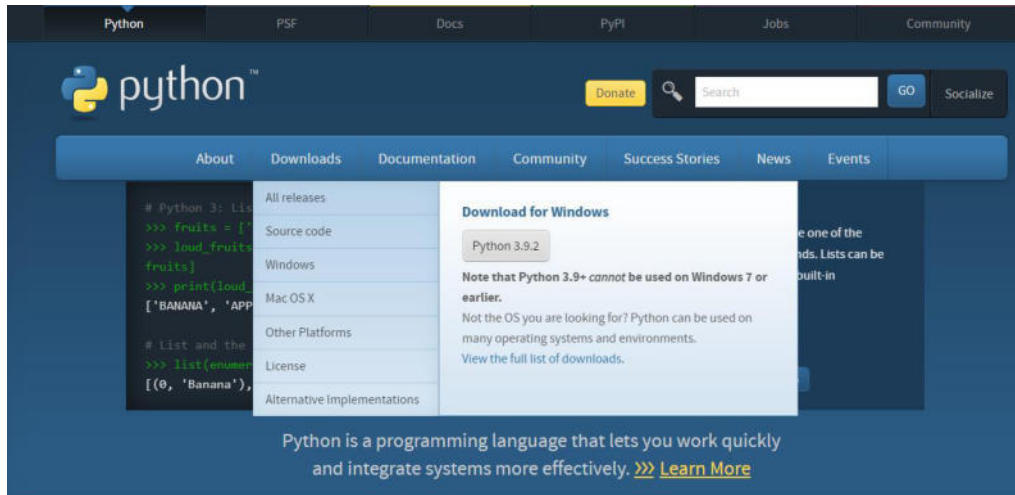 Python PSF Docs PyPI Jobs Community
python™
Donate Search GO Socialize
About Downloads Documentation Community Success Stories News Events
# Python 3: Lis
>>> fruits = ['
>>> loud_fruits
fruits]
>>> print(loud_
['BANANA', 'APP
# List and the
>>> list(enumer
[(0, 'Banana'),
All releases
Source code
Windows
Mac OS X
Other Platforms
License
Alternative Implementations
Download for Windows
Python 3.9.2
Note that Python 3.9+ cannot be used on Windows 7 or
earlier.
Not the OS you are looking for? Python can be used on
many operating systems and environments.
View the full list of downloads.
e one of the
nds. Lists can be
built-in
Python is a programming language that lets you work quickly
and integrate systems more effectively. >>> Learn More